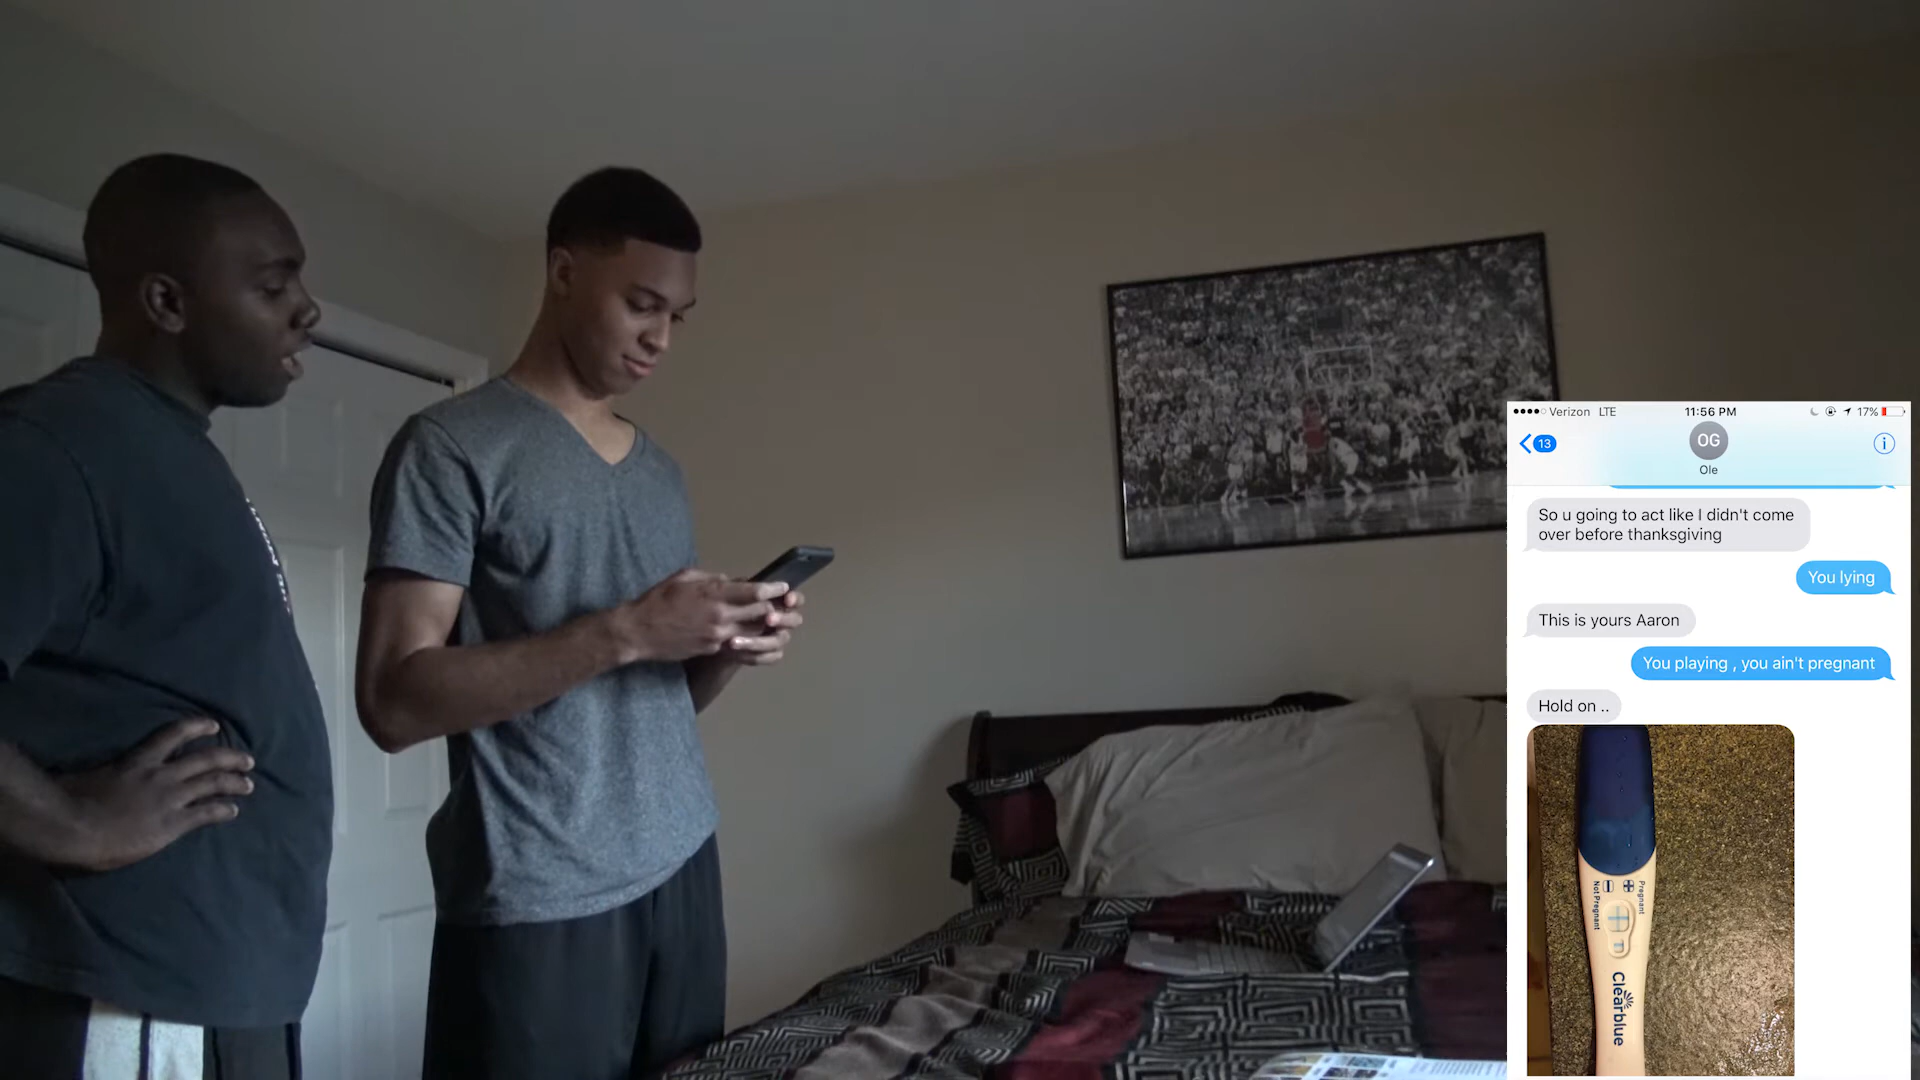 Verizon LTE 11:56 PM 17%
13
OG
Ole
So u going to act like I didn't come
over before thanksgiving
You lying
This is yours Aaron
You playing , you ain't pregnant
Hold on ..
Pregnant
Not Pregnant
Clearblue